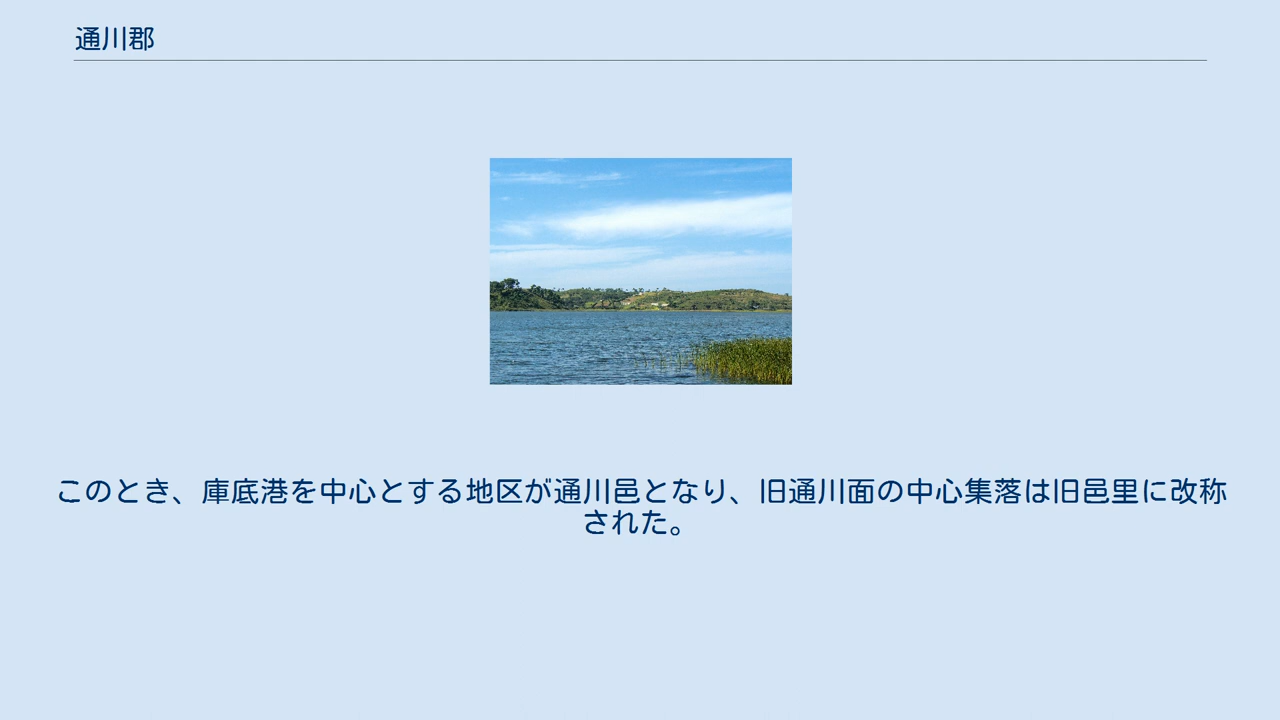 通川郡
このとき、庫底港を中心とする地区が通川邑となり、旧通川面の中心集落は旧邑里に改称
された。